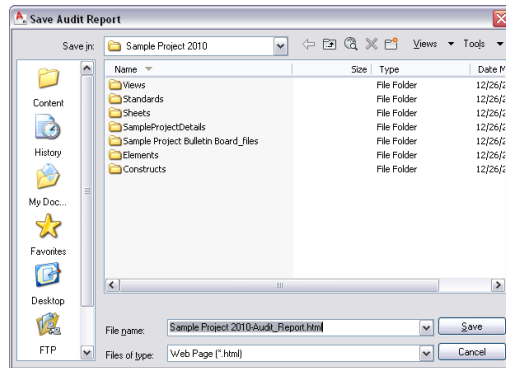 Save Audit Report
Save in: Sample Project 2010 Views Tools
Name Size Type Date M
Views File Folder 12/26/2
Standards File Folder 12/26/2
Sheets File Folder 12/26/2
SampleProjectDetails File Folder 12/26/2
Sample Project Bulletin Board_files File Folder 12/26/2
Elements File Folder 12/26/2
Constructs File Folder 12/26/2
Content
History
My Doc...
Favorites
Desktop
FTP
File name: Sample Project 2010-Audit_Report.html Save
Files of type: Web Page (*.html) Cancel